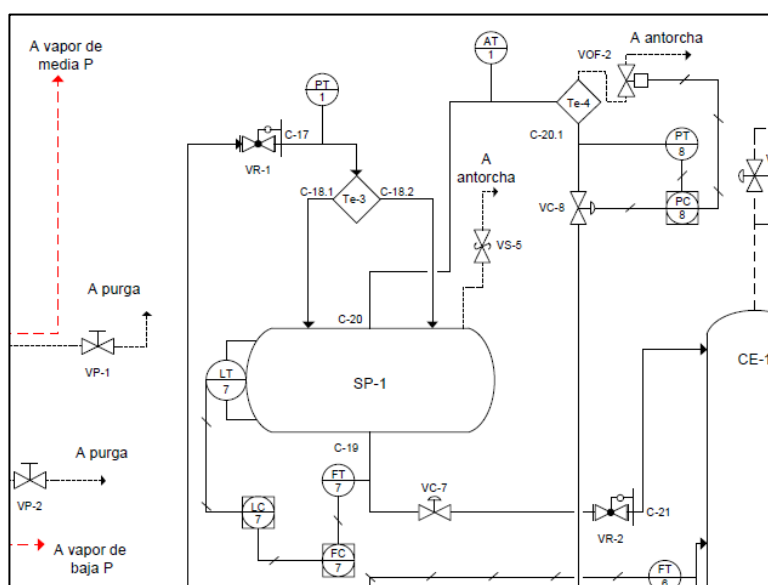 A vapor de
media P
AT
1
VOF-2
A antorcha
PT
1
C-17
VR-1
Te-4
C-20.1
PT
8
A
antorcha
C-18.1
C-18.2
Te-3
VC-8
PC
8
VS-5
A purga
VP-1
C-20
LT
7
SP-1
CE-1
C-19
A purga
VP-2
FT
7
VC-7
LC
7
C-21
VR-2
FC
7
A vapor de
baja P
FT
6